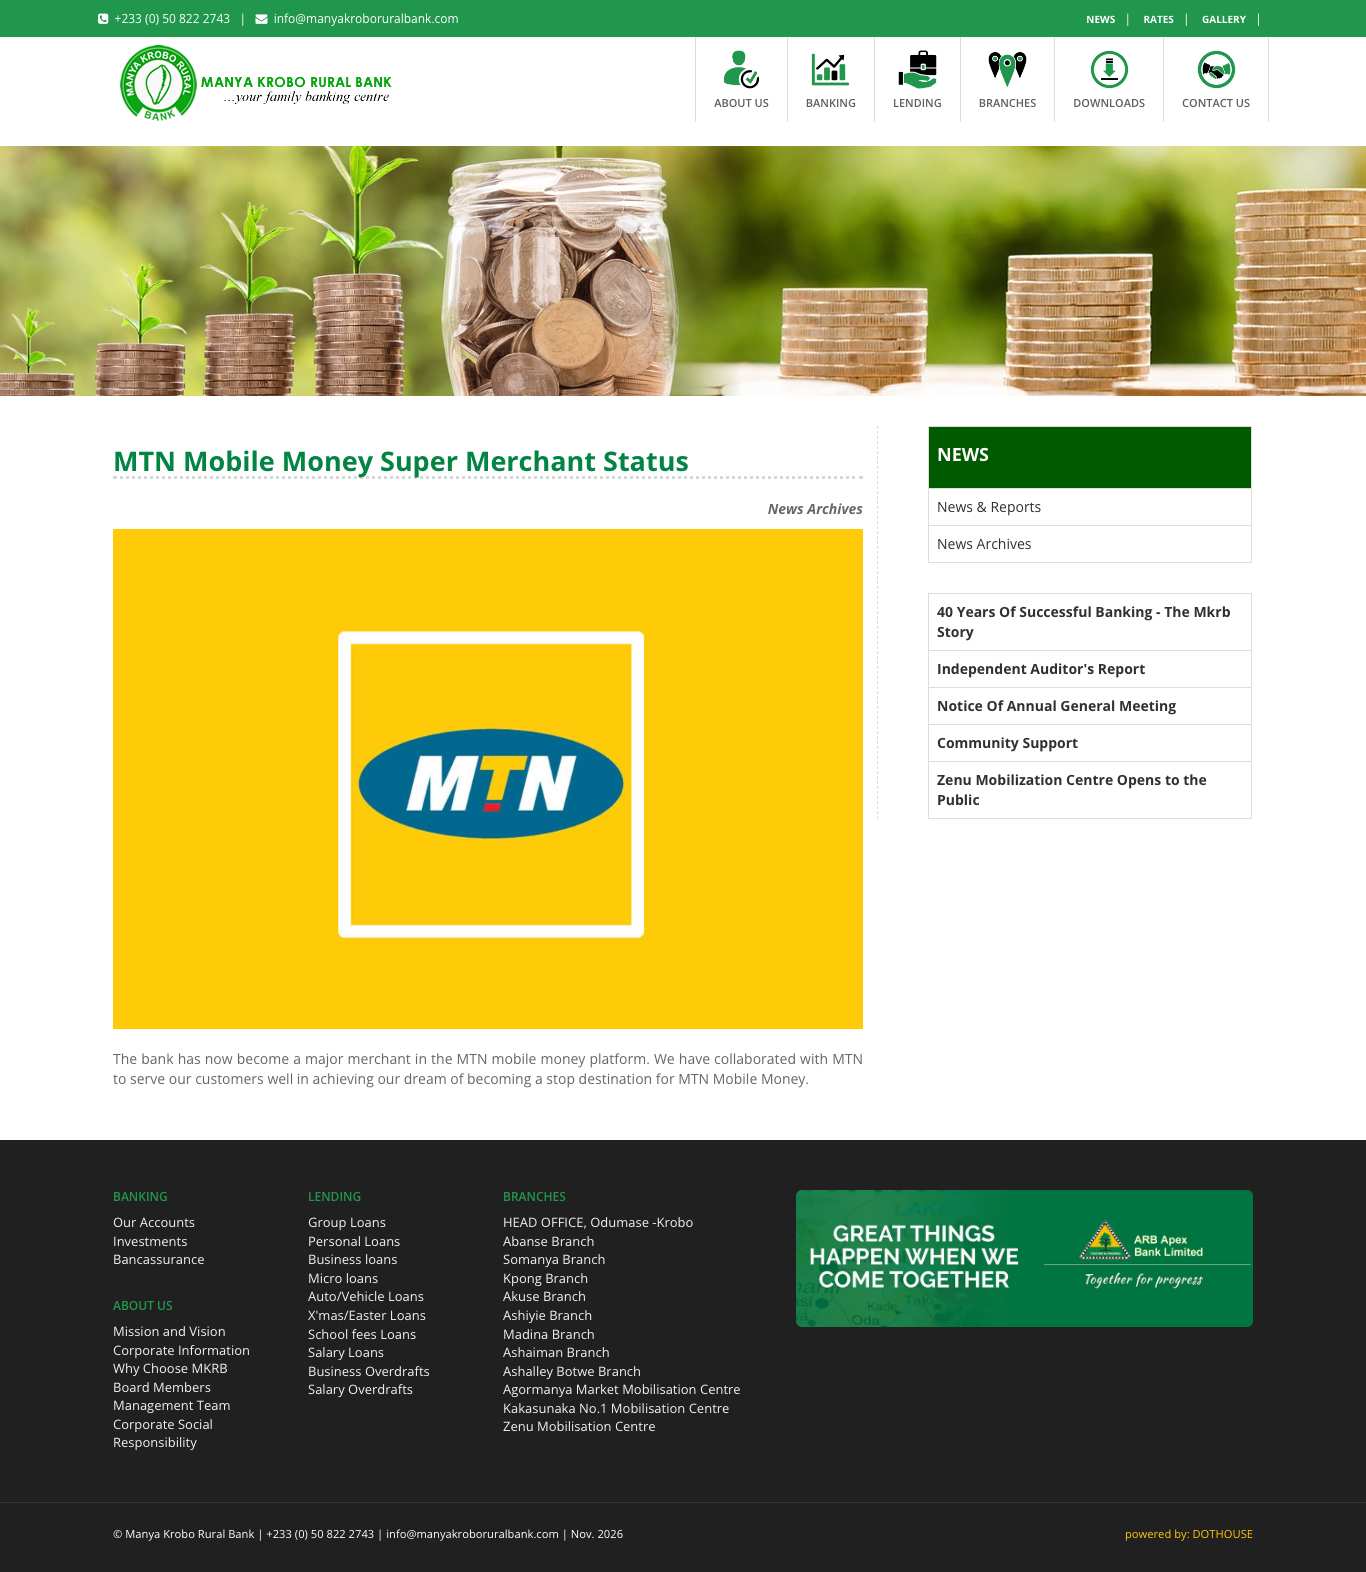 +233 (0) 50 822 2743 | info@manyakroboruralbank.com
NEWS | RATES | GALLERY |
MANYA KROBO RURAL
BANK
MANYA KROBO RURAL BANK
...your family banking centre
ABOUT US
BANKING
LENDING
BRANCHES
DOWNLOADS
CONTACT US
MTN Mobile Money Super Merchant Status
News Archives
MTN
The bank has now become a major merchant in the MTN mobile money platform. We have collaborated with MTN
to serve our customers well in achieving our dream of becoming a stop destination for MTN Mobile Money.
NEWS
News & Reports
News Archives
40 Years Of Successful Banking - The Mkrb
Story
Independent Auditor's Report
Notice Of Annual General Meeting
Community Support
Zenu Mobilization Centre Opens to the
Public
BANKING
Our Accounts
Investments
Bancassurance
ABOUT US
Mission and Vision
Corporate Information
Why Choose MKRB
Board Members
Management Team
Corporate Social
Responsibility
LENDING
Group Loans
Personal Loans
Business loans
Micro loans
Auto/Vehicle Loans
X'mas/Easter Loans
School fees Loans
Salary Loans
Business Overdrafts
Salary Overdrafts
BRANCHES
HEAD OFFICE, Odumase -Krobo
Abanse Branch
Somanya Branch
Kpong Branch
Akuse Branch
Ashiyie Branch
Madina Branch
Ashaiman Branch
Ashalley Botwe Branch
Agormanya Market Mobilisation Centre
Kakasunaka No.1 Mobilisation Centre
Zenu Mobilisation Centre
GREAT THINGS
HAPPEN WHEN WE
COME TOGETHER
ARB Apex
Bank Limited
Together for progress
© Manya Krobo Rural Bank | +233 (0) 50 822 2743 | info@manyakroboruralbank.com | Nov. 2026
powered by: DOTHOUSE